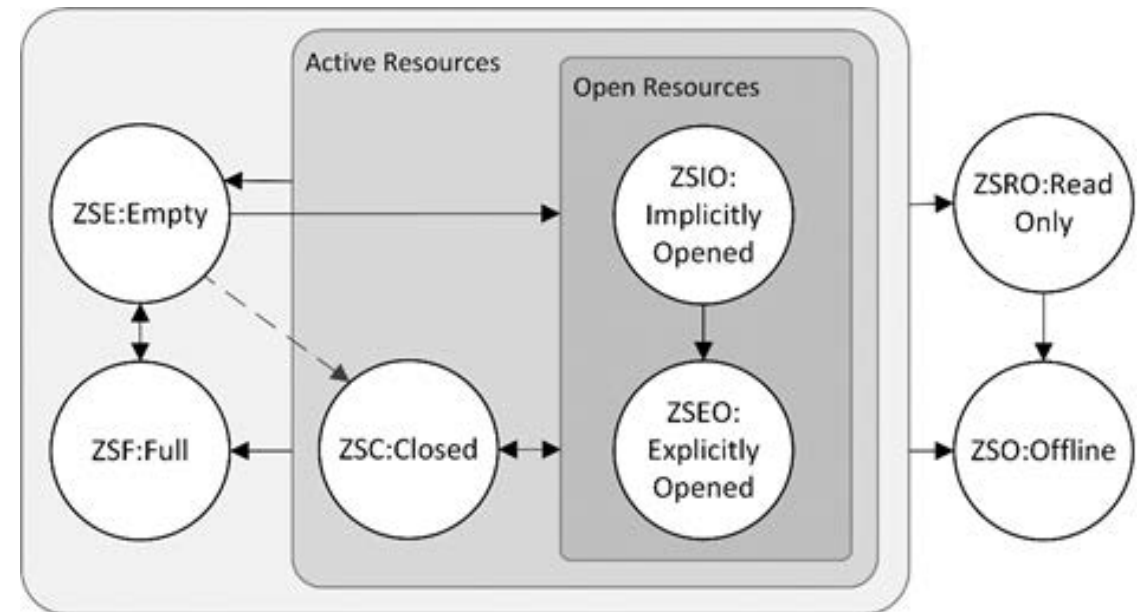 Active Resources
Open Resources
ZSE:Empty
ZSIO:
Implicitly
Opened
ZSRO:Read
Only
ZSF:Full
ZSC:Closed
ZSEO:
Explicitly
Opened
ZSO:Offline